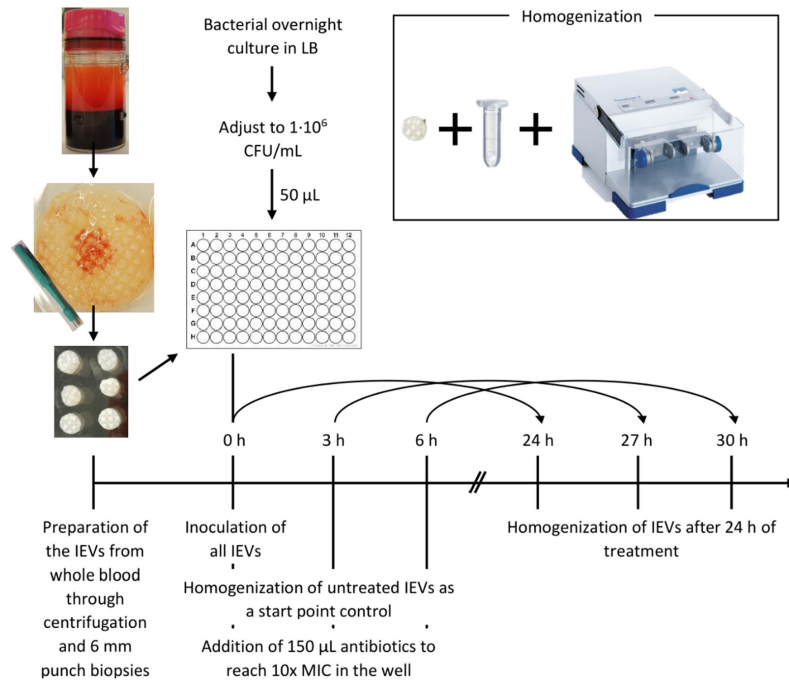 Bacterial overnight
culture in LB
Adjust to 1·10⁶
CFU/mL
50 µL
Homogenization
1 2 3 4 5 6 7 8 9 10 11 12
A
B
C
D
E
F
G
H
0 h
3 h
6 h
24 h
27 h
30 h
Preparation of
the IEVs from
whole blood
through
centrifugation
and 6 mm
punch biopsies
Inoculation of
all IEVs
Homogenization of untreated IEVs as
a start point control
Addition of 150 µL antibiotics to
reach 10x MIC in the well
Homogenization of IEVs after 24 h of
treatment